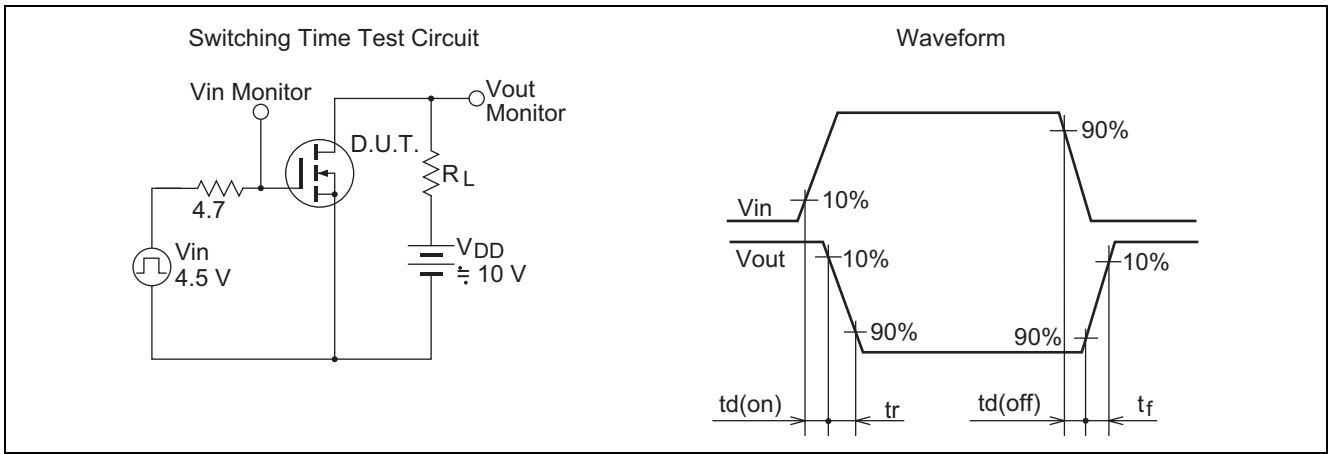 Switching Time Test Circuit
Vin Monitor
Vout
Monitor
D.U.T.
RL
4.7
Vin
4.5 V
VDD
≒ 10 V
Waveform
90%
Vin
10%
Vout
10%
10%
90%
90%
td(on)
tr
td(off)
tf